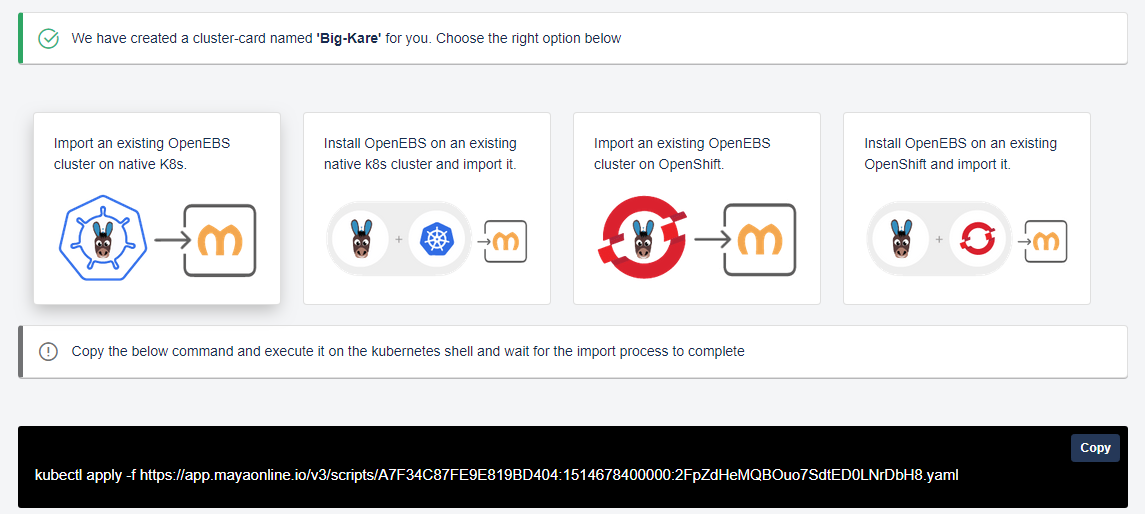 We have created a cluster-card named 'Big-Kare' for you. Choose the right option below
Import an existing OpenEBS
cluster on native K8s.
Install OpenEBS on an existing
native k8s cluster and import it.
Import an existing OpenEBS
cluster on OpenShift.
Install OpenEBS on an existing
OpenShift and import it.
Copy the below command and execute it on the kubernetes shell and wait for the import process to complete
Copy
kubectl apply -f https://app.mayaonline.io/v3/scripts/A7F34C87FE9E819BD404:1514678400000:2FpZdHeMQBOuo7SdtED0LNrDbH8.yaml